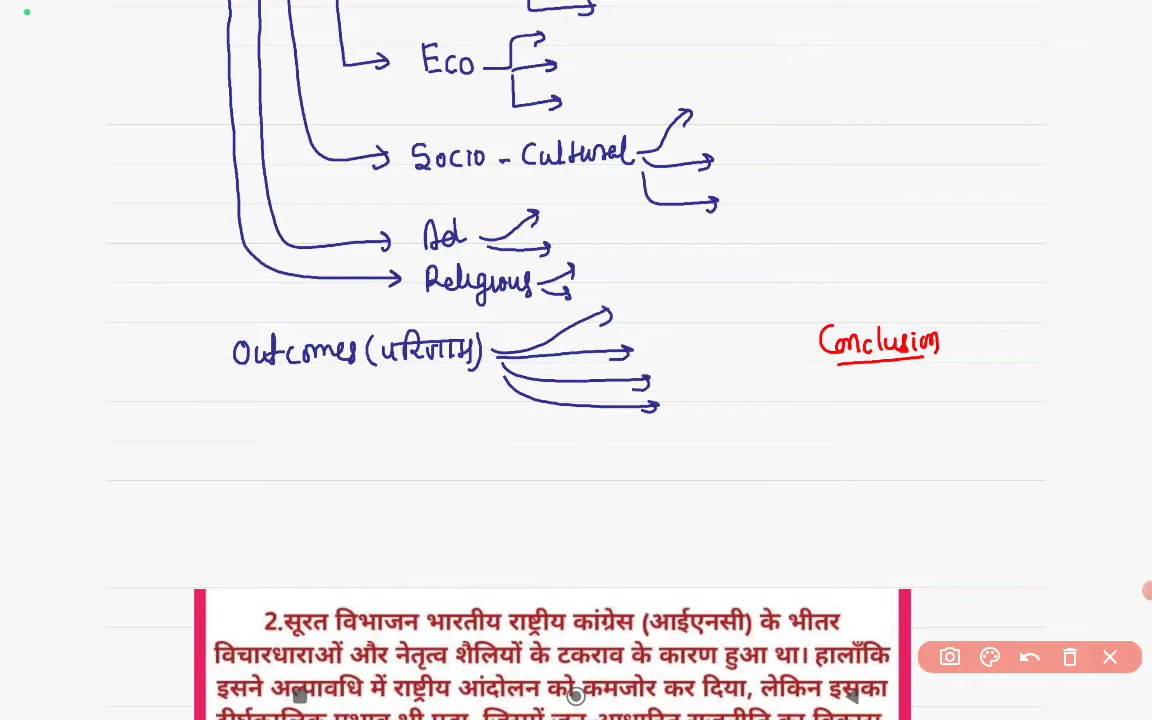 Eco
Socio - Cultural
Ad
Religious
Outcomes (परिणाम)
Conclusion
2.सूरत विभाजन भारतीय राष्ट्रीय कांग्रेस (आईएनसी) के भीतर
विचारधाराओं और नेतृत्व शैलियों के टकराव के कारण हुआ था। हालाँकि
इसने अल्पावधि में राष्ट्रीय आंदोलन को कमजोर कर दिया, लेकिन इसका